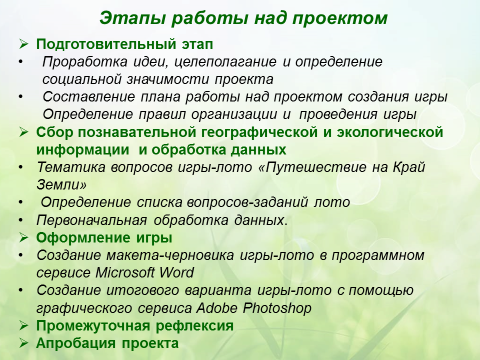 Этапы работы над проектом
➢ Подготовительный этап
• Проработка идеи, целеполагание и определение
социальной значимости проекта
• Составление плана работы над проектом создания игры
Определение правил организации и проведения игры
➢ Сбор познавательной географической и экологической
информации и обработка данных
• Тематика вопросов игры-лото «Путешествие на Край
Земли»
• Определение списка вопросов-заданий лото
• Первоначальная обработка данных.
➢ Оформление игры
• Создание макета-черновика игры-лото в программном
сервисе Microsoft Word
• Создание итогового варианта игры-лото с помощью
графического сервиса Adobe Photoshop
➢ Промежуточная рефлексия
➢ Апробация проекта